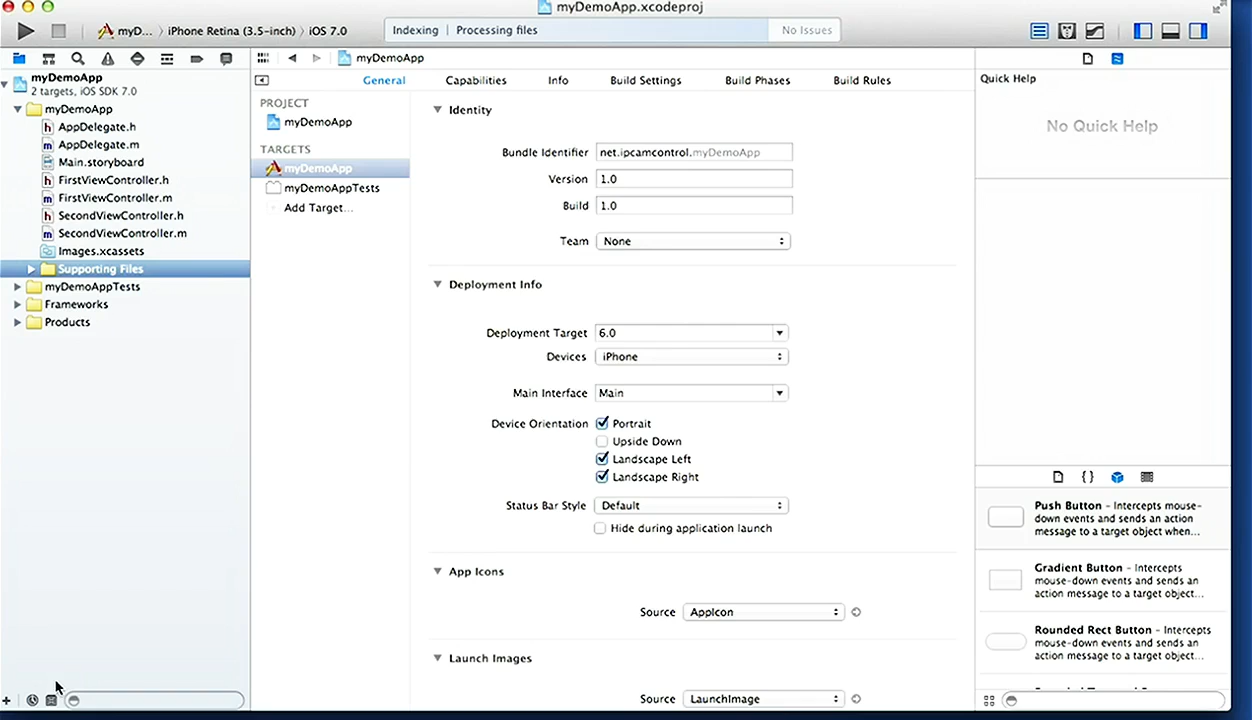 myDemoApp.xcodeproj
myD... iPhone Retina (3.5-inch) iOS 7.0
Indexing | Processing files
No Issues
myDemoApp
2 targets, iOS SDK 7.0
myDemoApp
AppDelegate.h
AppDelegate.m
Main.storyboard
FirstViewController.h
FirstViewController.m
SecondViewController.h
SecondViewController.m
Images.xcassets
Supporting Files
myDemoAppTests
Frameworks
Products
myDemoApp
General Capabilities Info Build Settings Build Phases Build Rules
PROJECT
myDemoApp
TARGETS
myDemoApp
myDemoAppTests
Add Target...
Identity
Bundle Identifier net.ipcamcontrol.myDemoApp
Version 1.0
Build 1.0
Team None
Deployment Info
Deployment Target 6.0
Devices iPhone
Main Interface Main
Device Orientation Portrait
Upside Down
Landscape Left
Landscape Right
Status Bar Style Default
Hide during application launch
App Icons
Source AppIcon
Launch Images
Source LaunchImage
Quick Help
No Quick Help
Push Button - Intercepts mouse-
down events and sends an action
message to a target object when...
Gradient Button - Intercepts
mouse-down events and sends an
action message to a target object...
Rounded Rect Button - Intercepts
mouse-down events and sends an
action message to a target object...